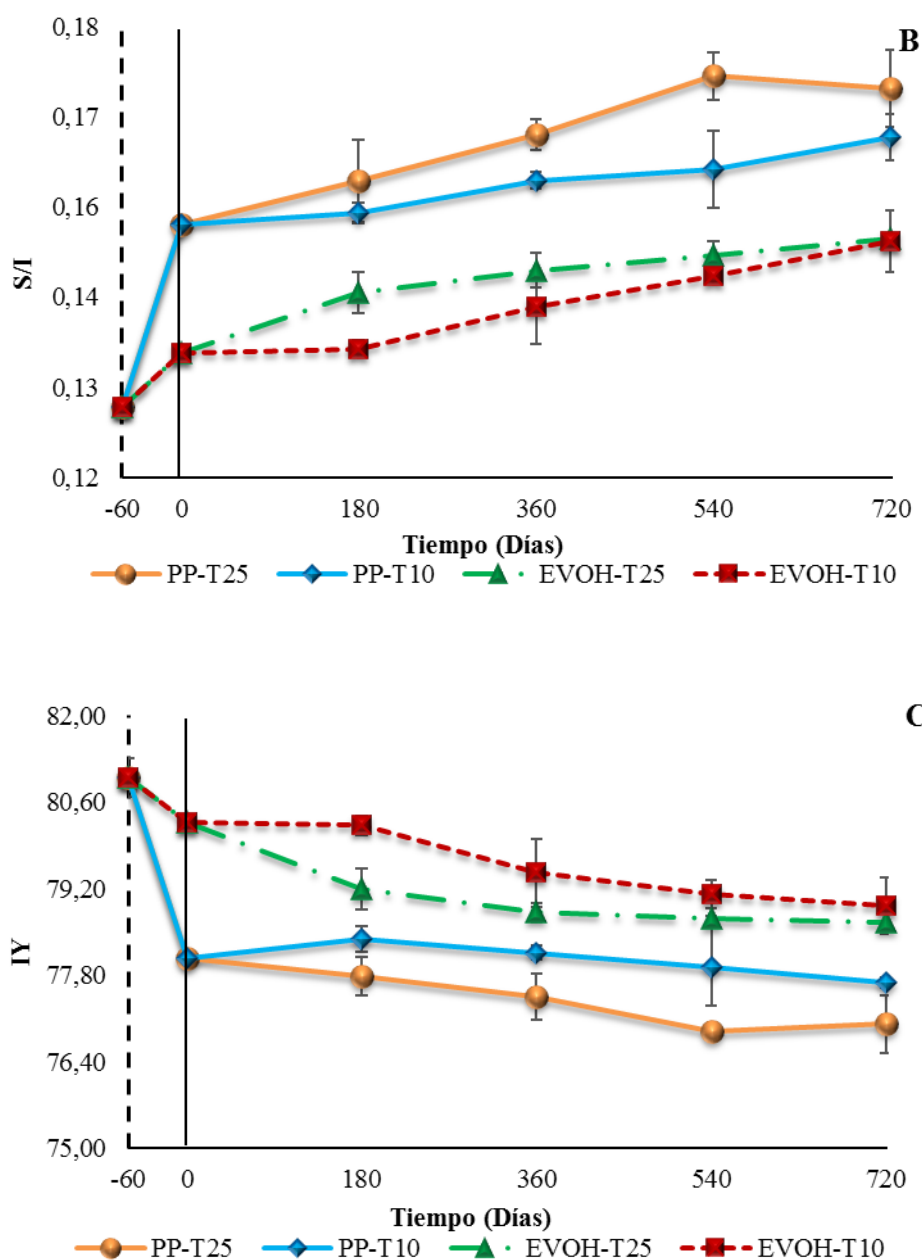 B
0,18
0,17
0,16
0,14
0,13
0,12
S/I
-60 0 180 360 540 720
Tiempo (Días)
PP-T25 PP-T10 EVOH-T25 EVOH-T10
C
82,00
80,60
79,20
77,80
76,40
75,00
IY
-60 0 180 360 540 720
Tiempo (Días)
PP-T25 PP-T10 EVOH-T25 EVOH-T10